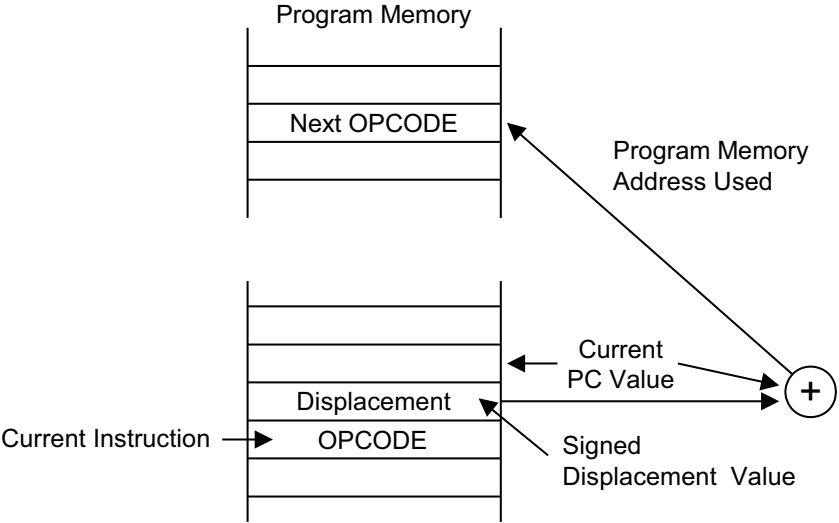 Program Memory
Next OPCODE
Program Memory
Address Used
Current
PC Value
+
Displacement
Current Instruction
OPCODE
Signed
Displacement Value